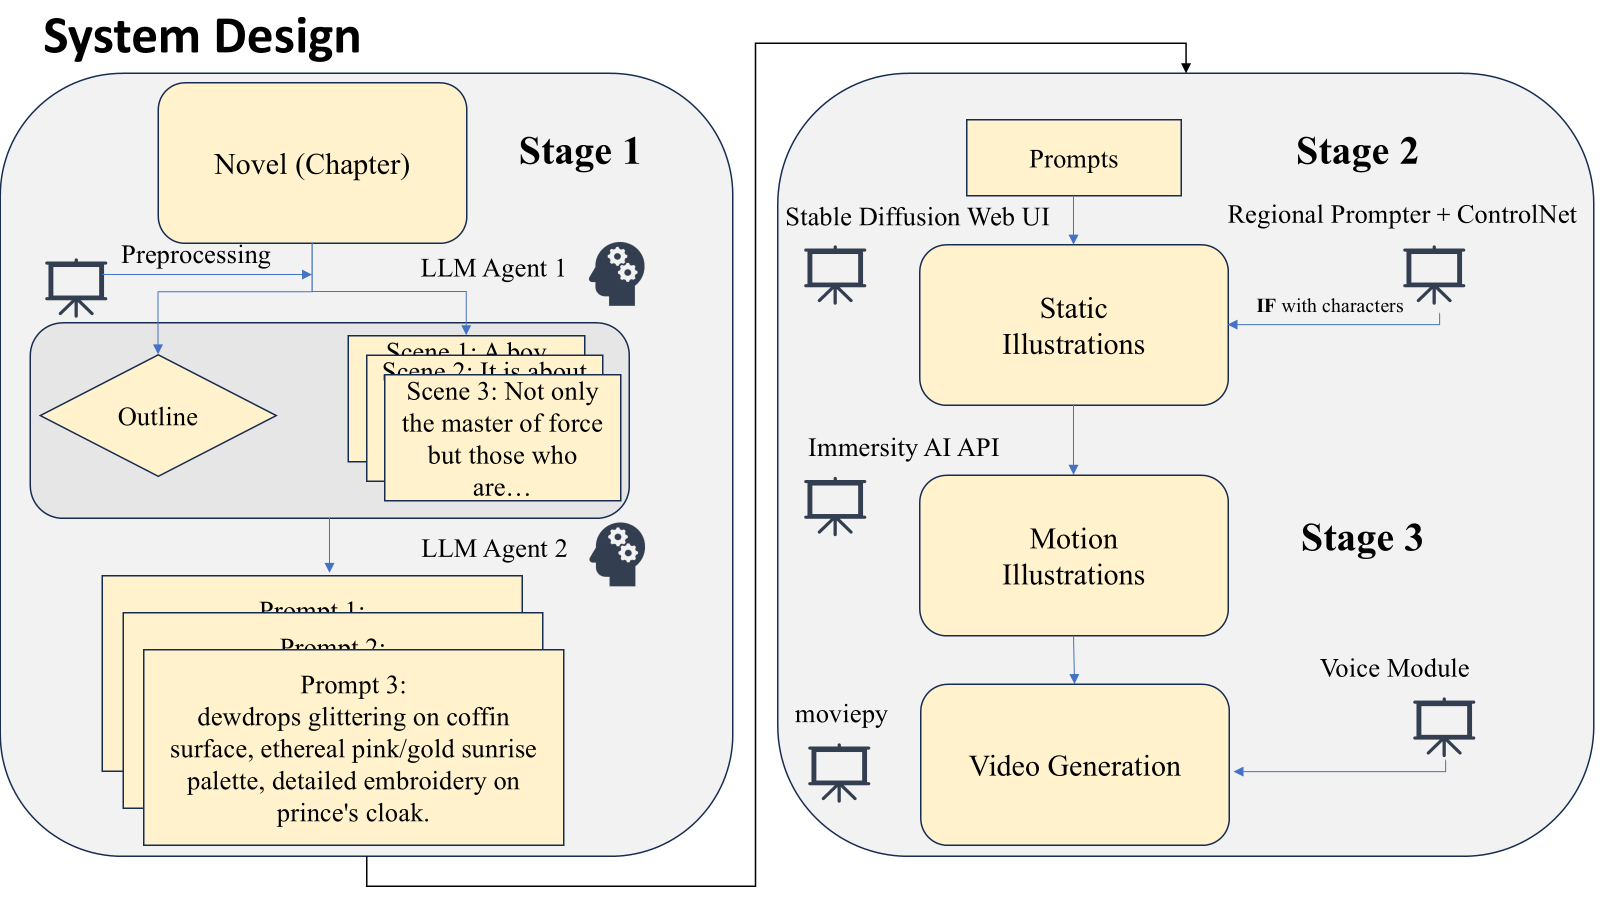 System Design
Stage 1
Novel (Chapter)
Preprocessing
LLM Agent 1
Outline
Scene 1: A boy
Scene 2: It is about
Scene 3: Not only
the master of force
but those who
are…
LLM Agent 2
Prompt 1:
Prompt 2:
Prompt 3:
dewdrops glittering on coffin
surface, ethereal pink/gold sunrise
palette, detailed embroidery on
prince's cloak.
Stage 2
Prompts
Stable Diffusion Web UI
Regional Prompter + ControlNet
IF with characters
Static
Illustrations
Immersity AI API
Motion
Illustrations
Stage 3
Voice Module
moviepy
Video Generation